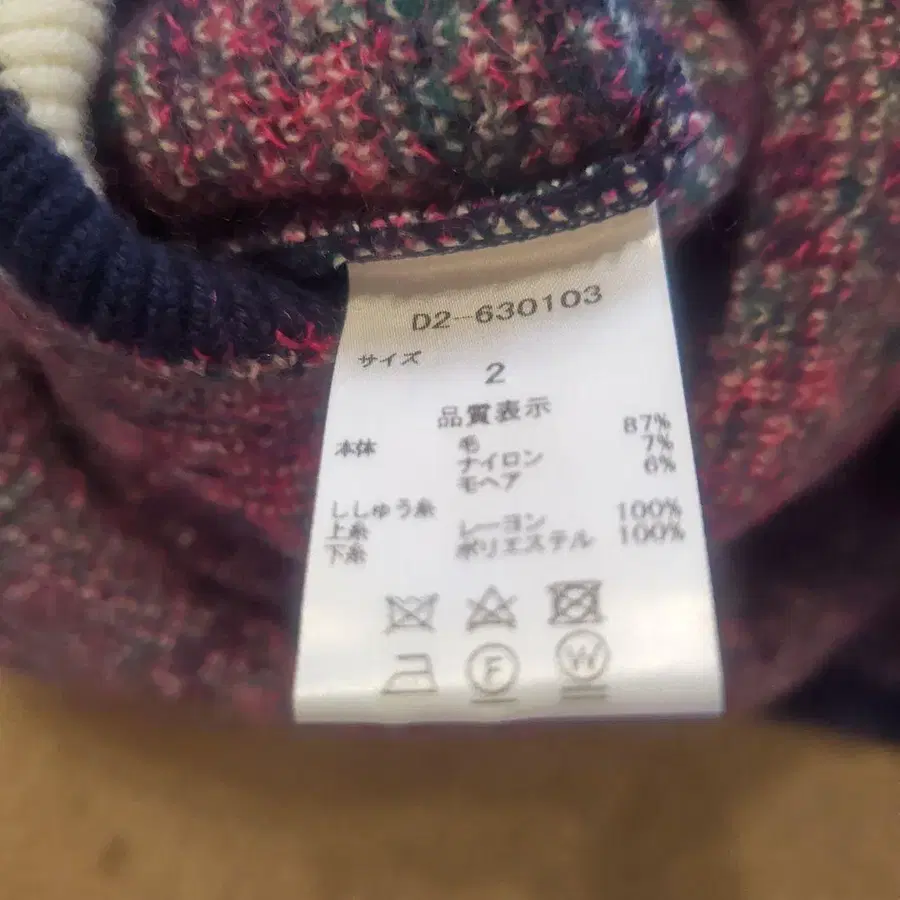 D2-630103
サイズ
2
品質表示
本体 毛 87%
ナイロン 7%
モヘア 6%
ししゅう糸
上糸 レーヨン 100%
下糸 ポリエステル 100%
F W